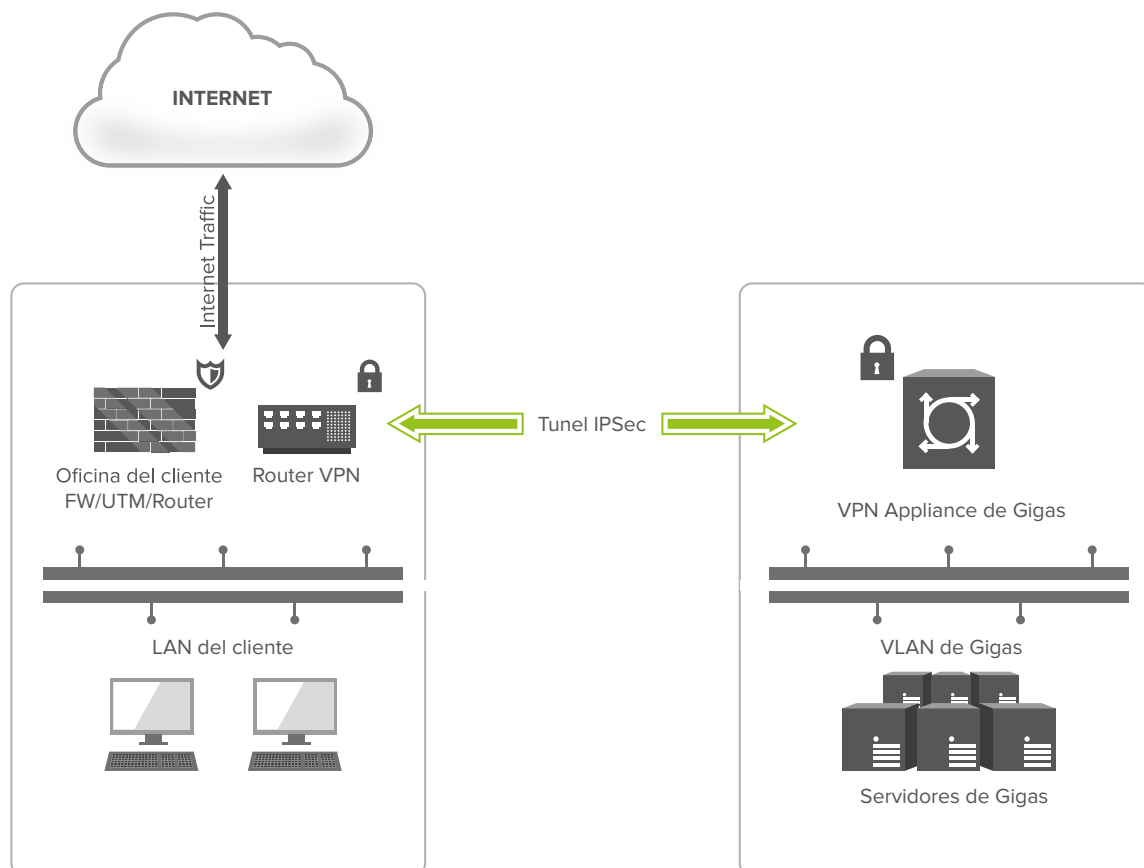 INTERNET
Internet Traffic
Oficina del cliente
FW/UTM/Router
Router VPN
Tunel IPSec
VPN Appliance de Gigas
LAN del cliente
VLAN de Gigas
Servidores de Gigas